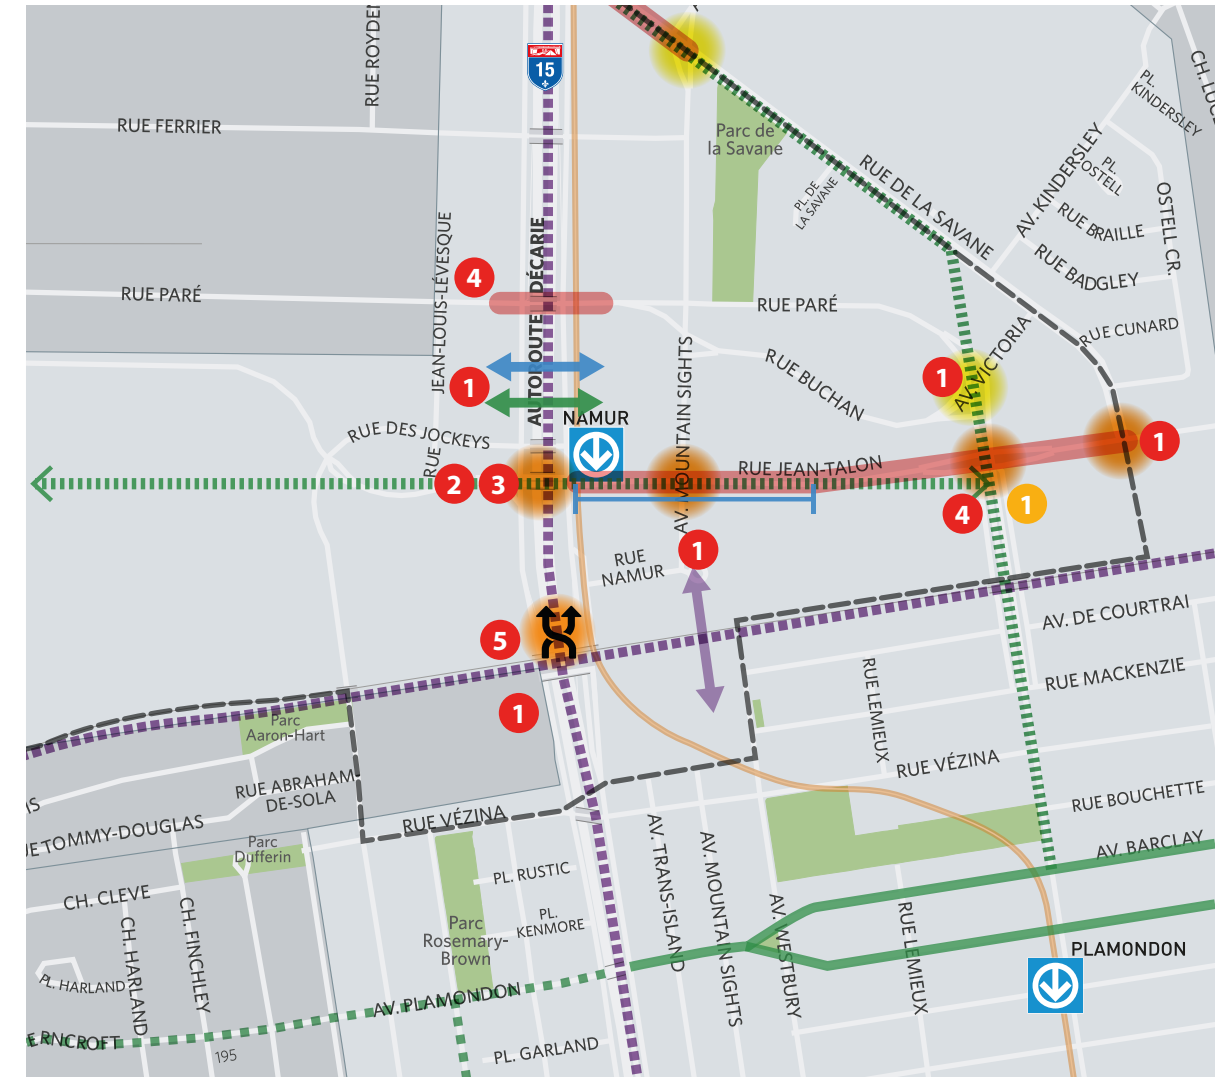 RUE ROYDEN
15
RUE FERRIER
Parc de
la Savane
PL.
KINDERSLEY
CH. LUCE
AV. KINDERSLEY
PL.
OSTELL
PL. DE
LA SAVANE
RUE DE LA SAVANE
RUE BRAILLE
OSTELL CR.
RUE BADGLEY
4
RUE PARÉ
JEAN-LOUIS-LÉVESQUE
RUE
AUTOROUTE DÉCARIE
RUE PARÉ
RUE CUNARD
AV. VICTORIA
1
RUE BUCHAN
1
NAMUR
AV. MOUNTAIN SIGHTS
RUE DES JOCKEYS
RUE JEAN-TALON
1
2
3
4
1
1
RUE
NAMUR
5
AV. DE COURTRAI
RUE MACKENZIE
RUE LEMIEUX
1
Parc
Aaron-Hart
RUE VÉZINA
RUE ABRAHAM-
DE-SOLA
RUE BOUCHETTE
IS
UE TOMMY-DOUGLAS
RUE VÉZINA
Parc
Dufferin
AV. BARCLAY
AV. TRANS-ISLAND
AV. MOUNTAIN SIGHTS
PL. RUSTIC
CH. CLEVE
CH. FINCHLEY
CH. HARLAND
AV. WESTBURY
RUE LEMIEUX
PL.
KENMORE
Parc
Rosemary-
Brown
PLAMONDON
PL. HARLAND
AV. PLAMONDON
ERNCROFT
195
PL. GARLAND